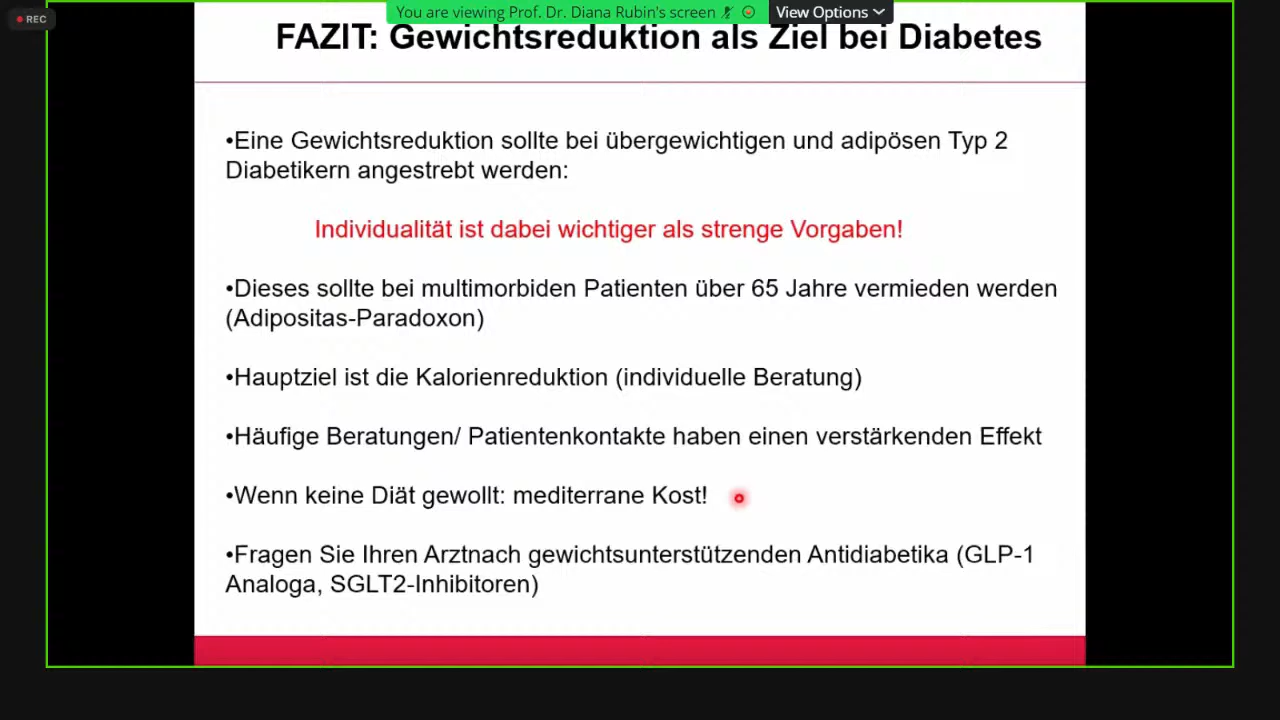 REC
You are viewing Prof. Dr. Diana Rubin's screen
View Options
FAZIT: Gewichtsreduktion als Ziel bei Diabetes
•Eine Gewichtsreduktion sollte bei übergewichtigen und adipösen Typ 2
Diabetikern angestrebt werden:
Individualität ist dabei wichtiger als strenge Vorgaben!
•Dieses sollte bei multimorbiden Patienten über 65 Jahre vermieden werden
(Adipositas-Paradoxon)
•Hauptziel ist die Kalorienreduktion (individuelle Beratung)
•Häufige Beratungen/ Patientenkontakte haben einen verstärkenden Effekt
•Wenn keine Diät gewollt: mediterrane Kost!
•Fragen Sie Ihren Arztnach gewichtsunterstützenden Antidiabetika (GLP-1
Analoga, SGLT2-Inhibitoren)